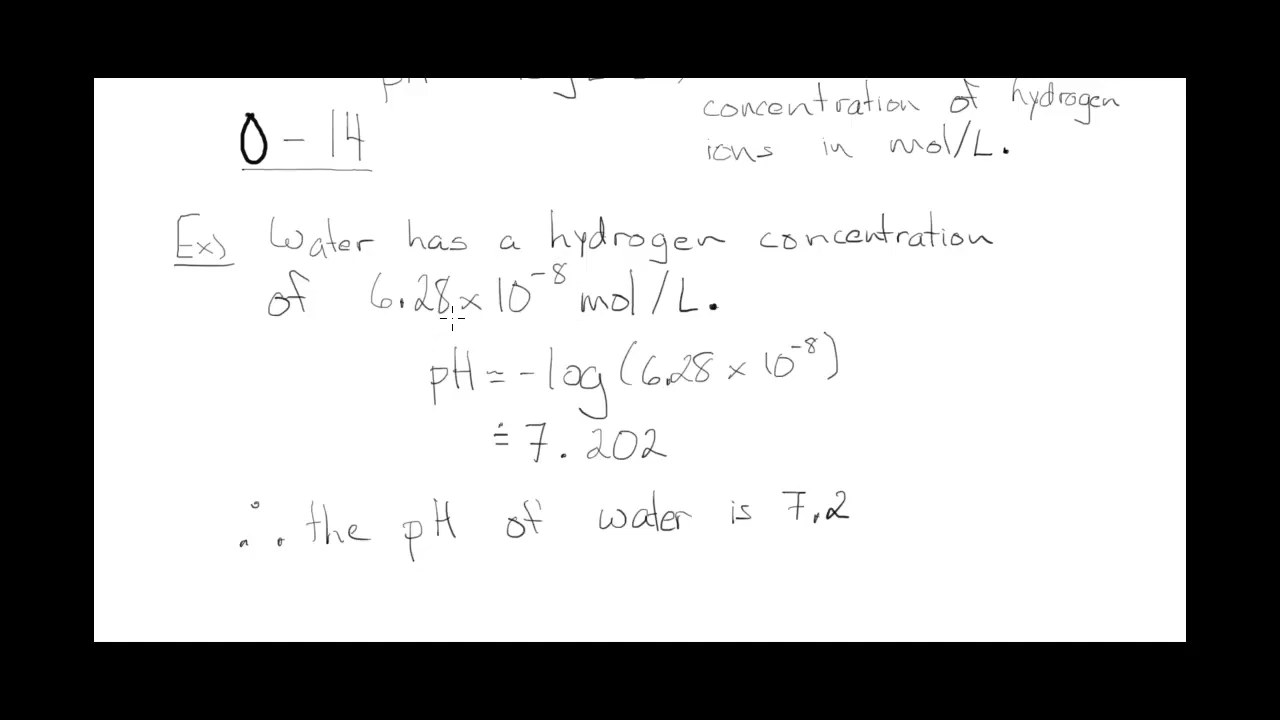 concentration of hydrogen
0 - 14
ions in mol/L.
Ex) Water has a hydrogen concentration
of 6.28 x 10⁻⁸ mol/L.
pH = -log(6.28 x 10⁻⁸)
≐ 7.202
∴ the pH of water is 7.2